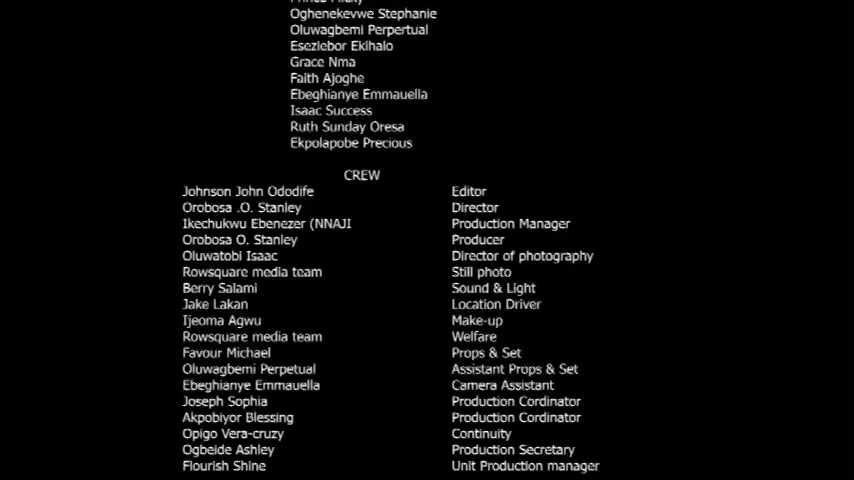 Oghenekevwe Stephanie
Oluwagbemi Perpertual
Eseziebor Ekihalo
Grace Nma
Faith Ajoghe
Ebeghianye Emmauella
Isaac Success
Ruth Sunday Oresa
Ekpolapobe Precious
CREW
Johnson John Ododife Editor
Orobosa .O. Stanley Director
Ikechukwu Ebenezer (NNAJI Production Manager
Orobosa O. Stanley Producer
Oluwatobi Isaac Director of photography
Rowsquare media team Still photo
Berry Salami Sound & Light
Jake Lakan Location Driver
Ijeoma Agwu Make-up
Rowsquare media team Welfare
Favour Michael Props & Set
Oluwagbemi Perpetual Assistant Props & Set
Ebeghianye Emmauella Camera Assistant
Joseph Sophia Production Cordinator
Akpobiyor Blessing Production Cordinator
Opigo Vera-cruzy Continuity
Ogbeide Ashley Production Secretary
Flourish Shine Unit Production manager